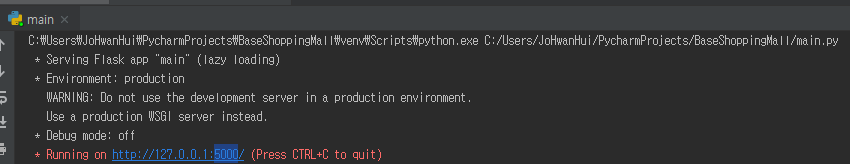 main
C:₩Users₩JoHwanHui₩PycharmProjects₩BaseShoppingMall₩venv₩Scripts₩python.exe C:/Users/JoHwanHui/PycharmProjects/BaseShoppingMall/main.py
* Serving Flask app "main" (lazy loading)
* Environment: production
WARNING: Do not use the development server in a production environment.
Use a production WSGI server instead.
* Debug mode: off
* Running on http://127.0.0.1:5000/ (Press CTRL+C to quit)